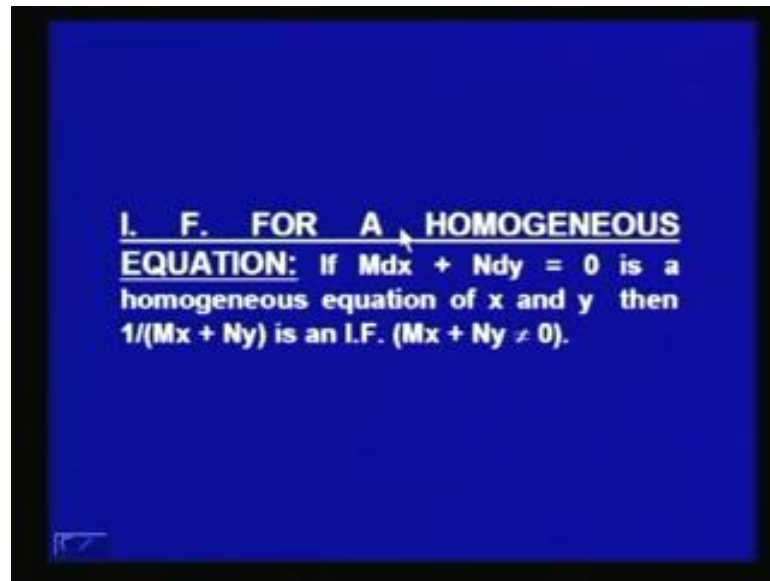 I. F. FOR A HOMOGENEOUS
EQUATION: If Mdx + Ndy = 0 is a
homogeneous equation of x and y then
1/(Mx + Ny) is an I.F. (Mx + Ny ≠ 0).